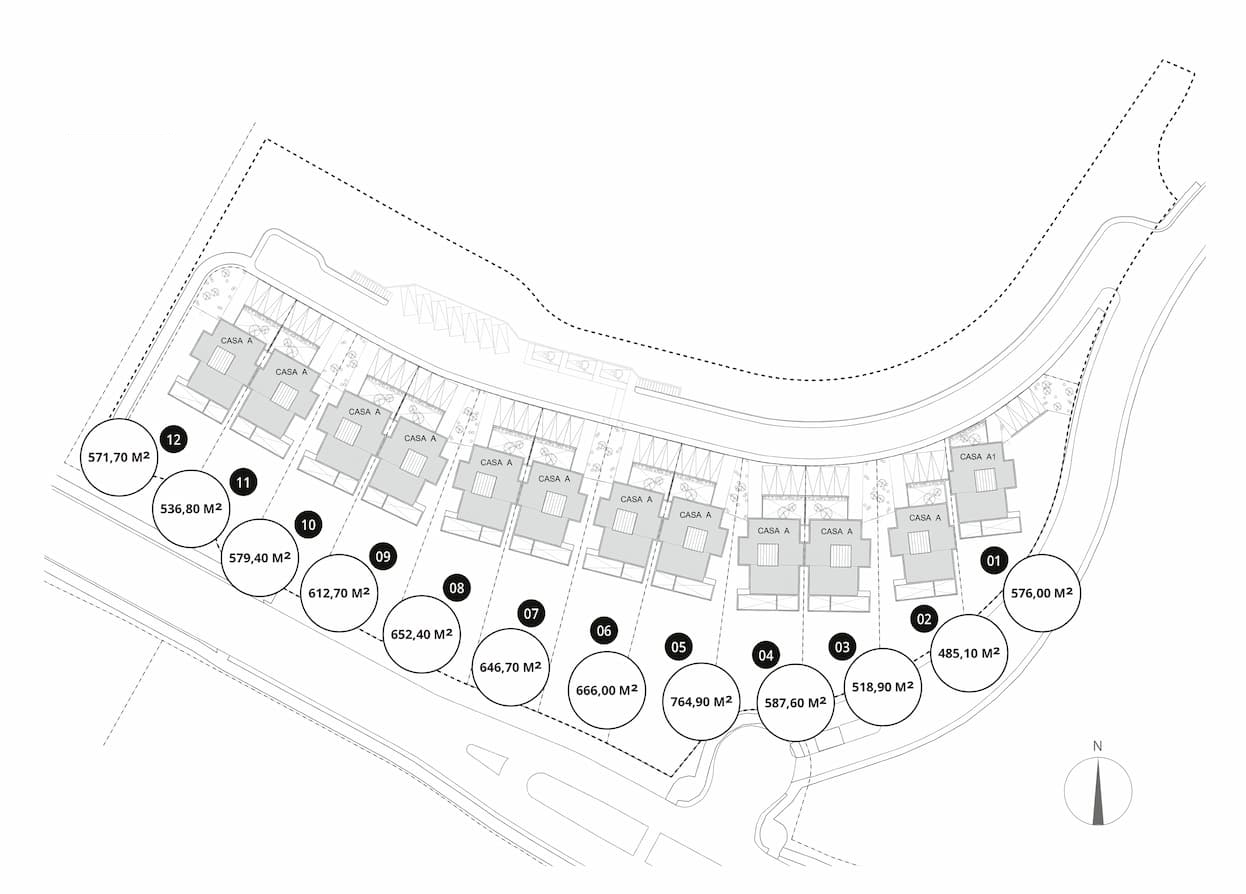 CASA A
CASA A
CASA A
CASA A
CASA A
CASA A
CASA A
CASA A
CASA A
CASA A
CASA A
CASA A1
12
571,70 M²
11
536,80 M²
10
579,40 M²
09
612,70 M²
08
652,40 M²
07
646,70 M²
06
666,00 M²
05
764,90 M²
04
587,60 M²
03
518,90 M²
02
485,10 M²
01
576,00 M²
N